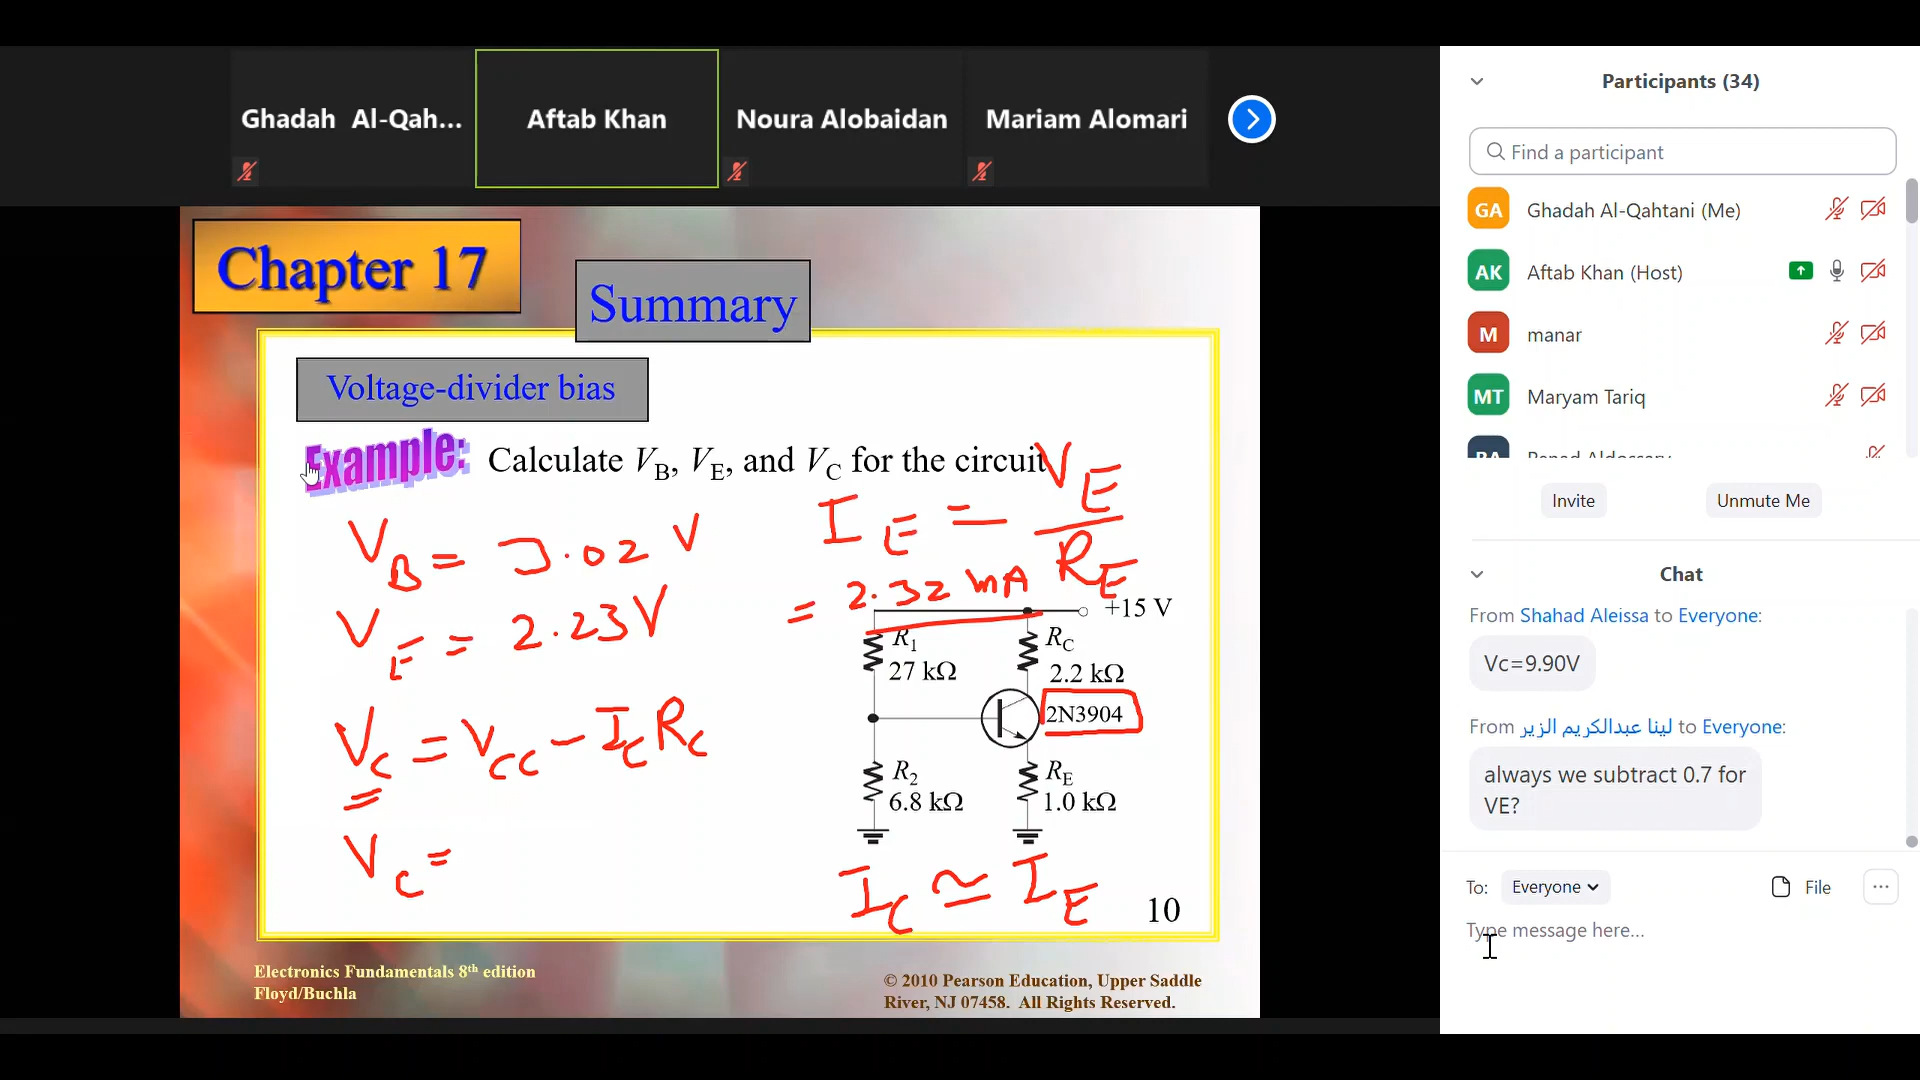 Ghadah Al-Qah...
Aftab Khan
Noura Alobaidan
Mariam Alomari
Chapter 17
Summary
Voltage-divider bias
Example: Calculate VB, VE, and VC for the circuit
VB = 3.02 V
VE = 2.23 V
VC = VCC − IC RC
=
VC =
IE = VE / RE
= 2.32 mA
+15 V
R1
27 kΩ
RC
2.2 kΩ
2N3904
R2
6.8 kΩ
RE
1.0 kΩ
IC ≃ IE
10
Electronics Fundamentals 8th edition
Floyd/Buchla
© 2010 Pearson Education, Upper Saddle
River, NJ 07458. All Rights Reserved.
Participants (34)
Find a participant
GA Ghadah Al-Qahtani (Me)
AK Aftab Khan (Host)
M manar
MT Maryam Tariq
Invite
Unmute Me
Chat
From Shahad Aleissa to Everyone:
Vc=9.90V
From لينا عبدالكريم الزير to Everyone:
always we subtract 0.7 for
VE?
To: Everyone
File
Type message here...